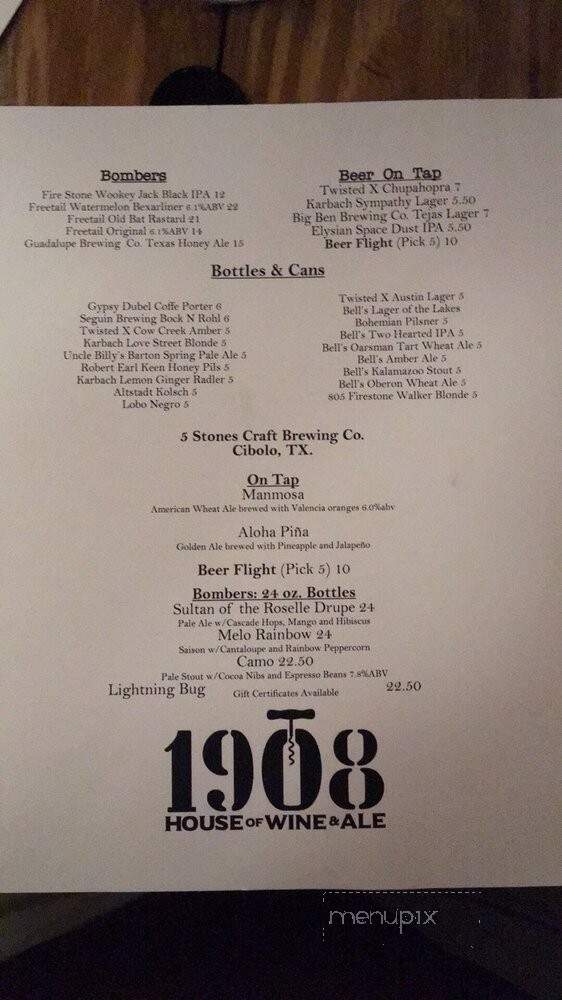 Bombers
Fire Stone Wookey Jack Black IPA 12
Freetail Watermelon Bexarliner 6.1%ABV 22
Freetail Old Bat Rastard 21
Freetail Original 6.1%ABV 14
Guadalupe Brewing Co. Texas Honey Ale 15
Beer On Tap
Twisted X Chupahopra 7
Karbach Sympathy Lager 5.50
Big Ben Brewing Co. Tejas Lager 7
Elysian Space Dust IPA 5.50
Beer Flight (Pick 5) 10
Bottles & Cans
Gypsy Dubel Coffe Porter 6
Seguin Brewing Bock N Rohl 6
Twisted X Cow Creek Amber 5
Karbach Love Street Blonde 5
Uncle Billy's Barton Spring Pale Ale 5
Robert Earl Keen Honey Pils 5
Karbach Lemon Ginger Radler 5
Altstadt Kolsch 5
Lobo Negro 5
Twisted X Austin Lager 5
Bell's Lager of the Lakes
Bohemian Pilsner 5
Bell's Two Hearted IPA 5
Bell's Oarsman Tart Wheat Ale 5
Bell's Amber Ale 5
Bell's Kalamazoo Stout 5
Bell's Oberon Wheat Ale 5
805 Firestone Walker Blonde 5
5 Stones Craft Brewing Co.
Cibolo, TX.
On Tap
Manmosa
American Wheat Ale brewed with Valencia oranges 6.0%abv
Aloha Piña
Golden Ale brewed with Pineapple and Jalapeño
Beer Flight (Pick 5) 10
Bombers: 24 oz. Bottles
Sultan of the Roselle Drupe 24
Pale Ale w/Cascade Hops, Mango and Hibiscus
Melo Rainbow 24
Saison w/Cantaloupe and Rainbow Peppercorn
Camo 22.50
Pale Stout w/Cocoa Nibs and Espresso Beans 7.8%ABV
Lightning Bug 22.50
Gift Certificates Available
1908
HOUSE OF WINE & ALE
menupix